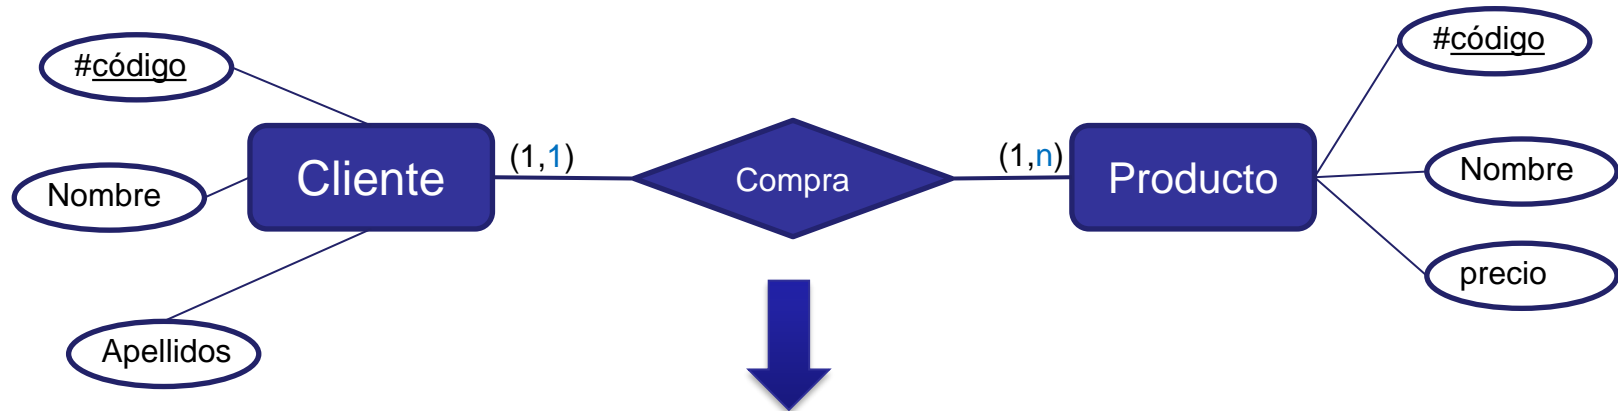 #código
Nombre
Apellidos
Cliente
(1,1)
Compra
(1,n)
Producto
#código
Nombre
precio